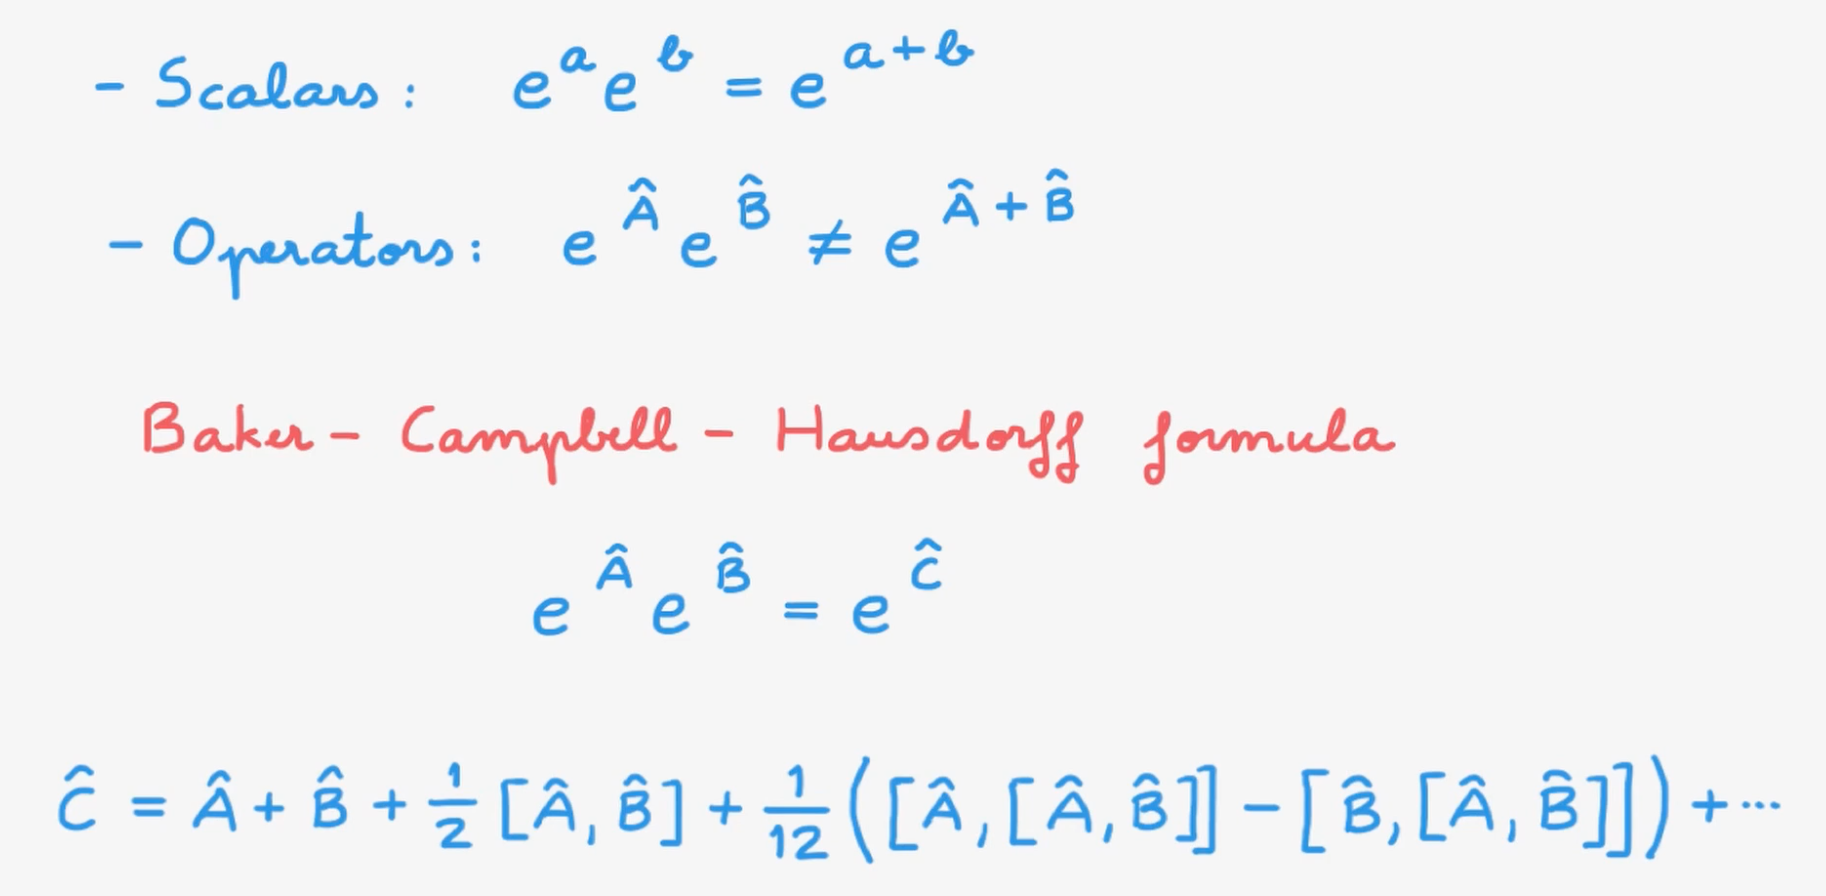 - Scalars: e^a e^b = e^{a+b}
- Operators: e^Â e^B̂ ≠ e^{Â+B̂}
Baker-Campbell-Hausdorff formula
e^Â e^B̂ = e^Ĉ
Ĉ = Â + B̂ + 1/2 [Â, B̂] + 1/12 ([Â, [Â, B̂]] - [B̂, [Â, B̂]]) + ...